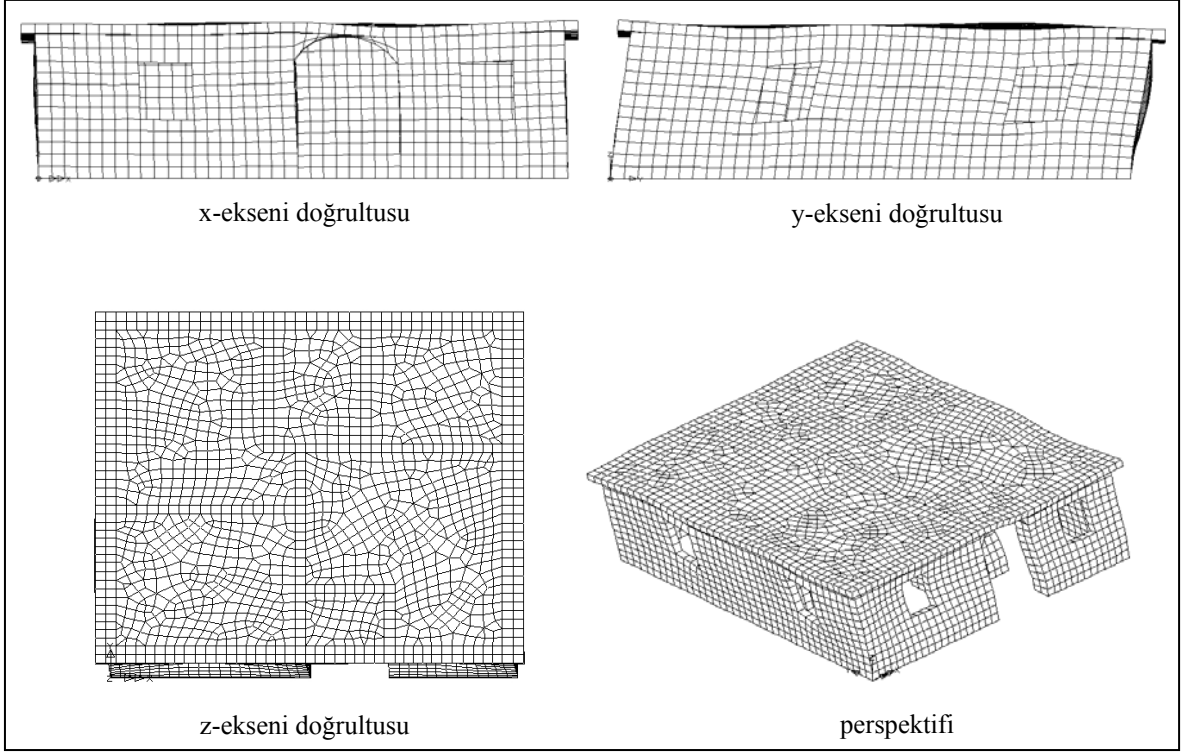 x-ekseni doğrultusu
y-ekseni doğrultusu
z-ekseni doğrultusu
perspektifi